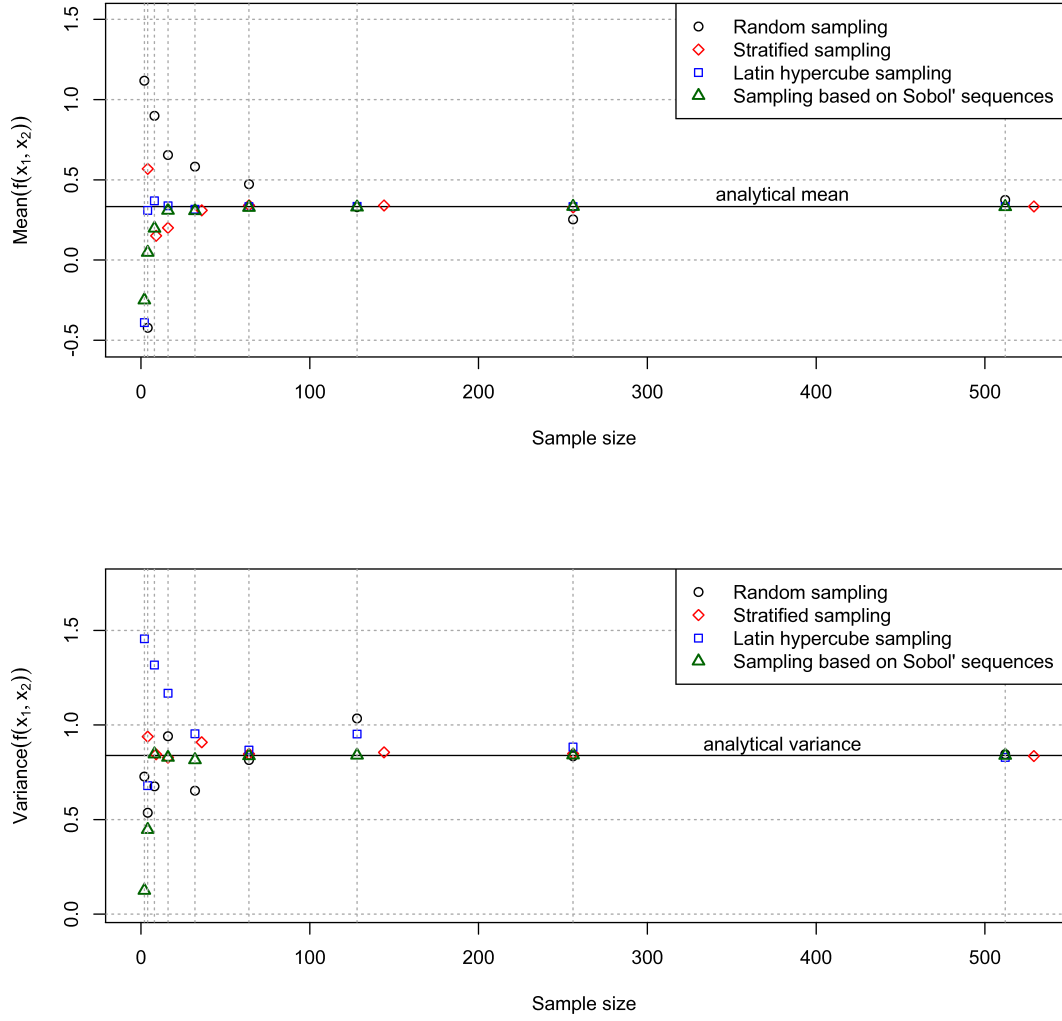 1.5
1.0
0.5
0.0
-0.5
Mean(f(x₁, x₂))
Random sampling
Stratified sampling
Latin hypercube sampling
Sampling based on Sobol' sequences
analytical mean
0 100 200 300 400 500
Sample size
1.5
1.0
0.5
0.0
Variance(f(x₁, x₂))
Random sampling
Stratified sampling
Latin hypercube sampling
Sampling based on Sobol' sequences
analytical variance
0 100 200 300 400 500
Sample size